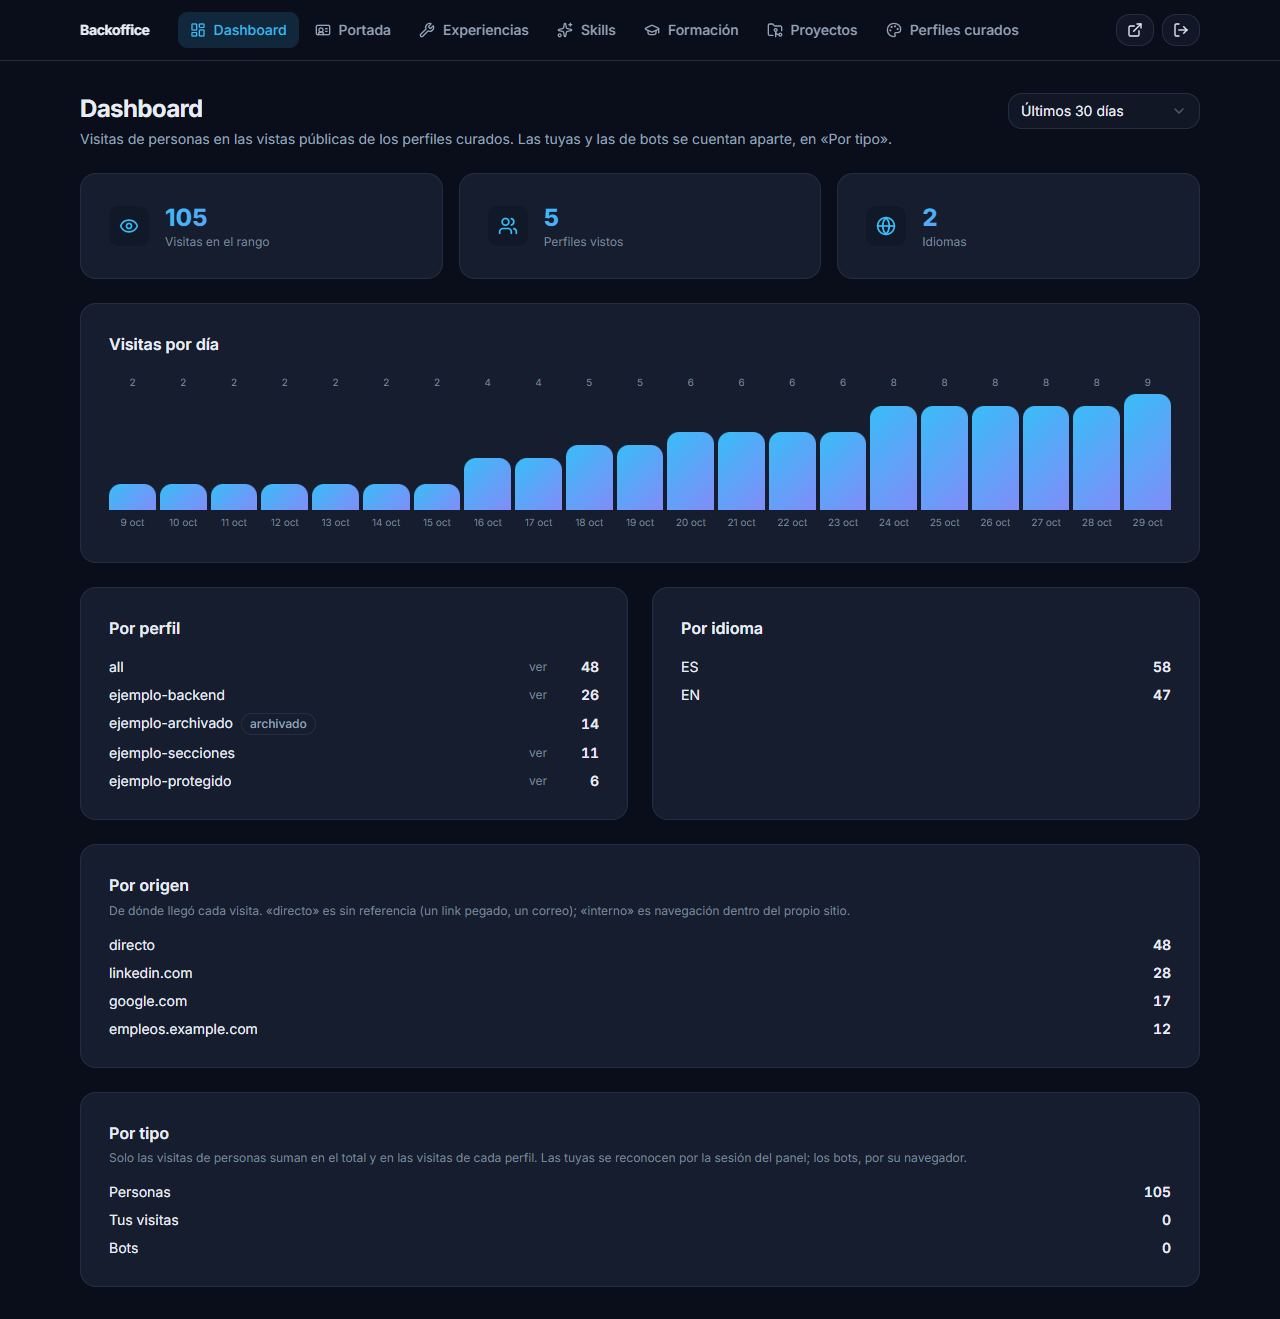 Backoffice
Dashboard
Portada
Experiencias
Skills
Formación
Proyectos
Perfiles curados
Dashboard
Últimos 30 días
Visitas de personas en las vistas públicas de los perfiles curados. Las tuyas y las de bots se cuentan aparte, en «Por tipo».
105
Visitas en el rango
5
Perfiles vistos
2
Idiomas
Visitas por día
2 2 2 2 2 2 2 4 4 5 5 6 6 6 6 8 8 8 8 8 9
9 oct 10 oct 11 oct 12 oct 13 oct 14 oct 15 oct 16 oct 17 oct 18 oct 19 oct 20 oct 21 oct 22 oct 23 oct 24 oct 25 oct 26 oct 27 oct 28 oct 29 oct
Por perfil
all ver 48
ejemplo-backend ver 26
ejemplo-archivado archivado 14
ejemplo-secciones ver 11
ejemplo-protegido ver 6
Por idioma
ES 58
EN 47
Por origen
De dónde llegó cada visita. «directo» es sin referencia (un link pegado, un correo); «interno» es navegación dentro del propio sitio.
directo 48
linkedin.com 28
google.com 17
empleos.example.com 12
Por tipo
Solo las visitas de personas suman en el total y en las visitas de cada perfil. Las tuyas se reconocen por la sesión del panel; los bots, por su navegador.
Personas 105
Tus visitas 0
Bots 0